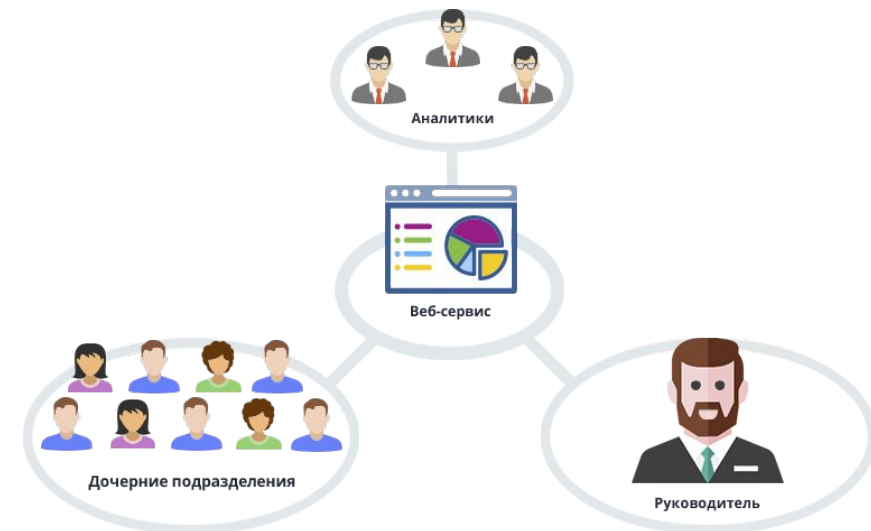 Аналитики
Веб-сервис
Дочерние подразделения
Руководитель